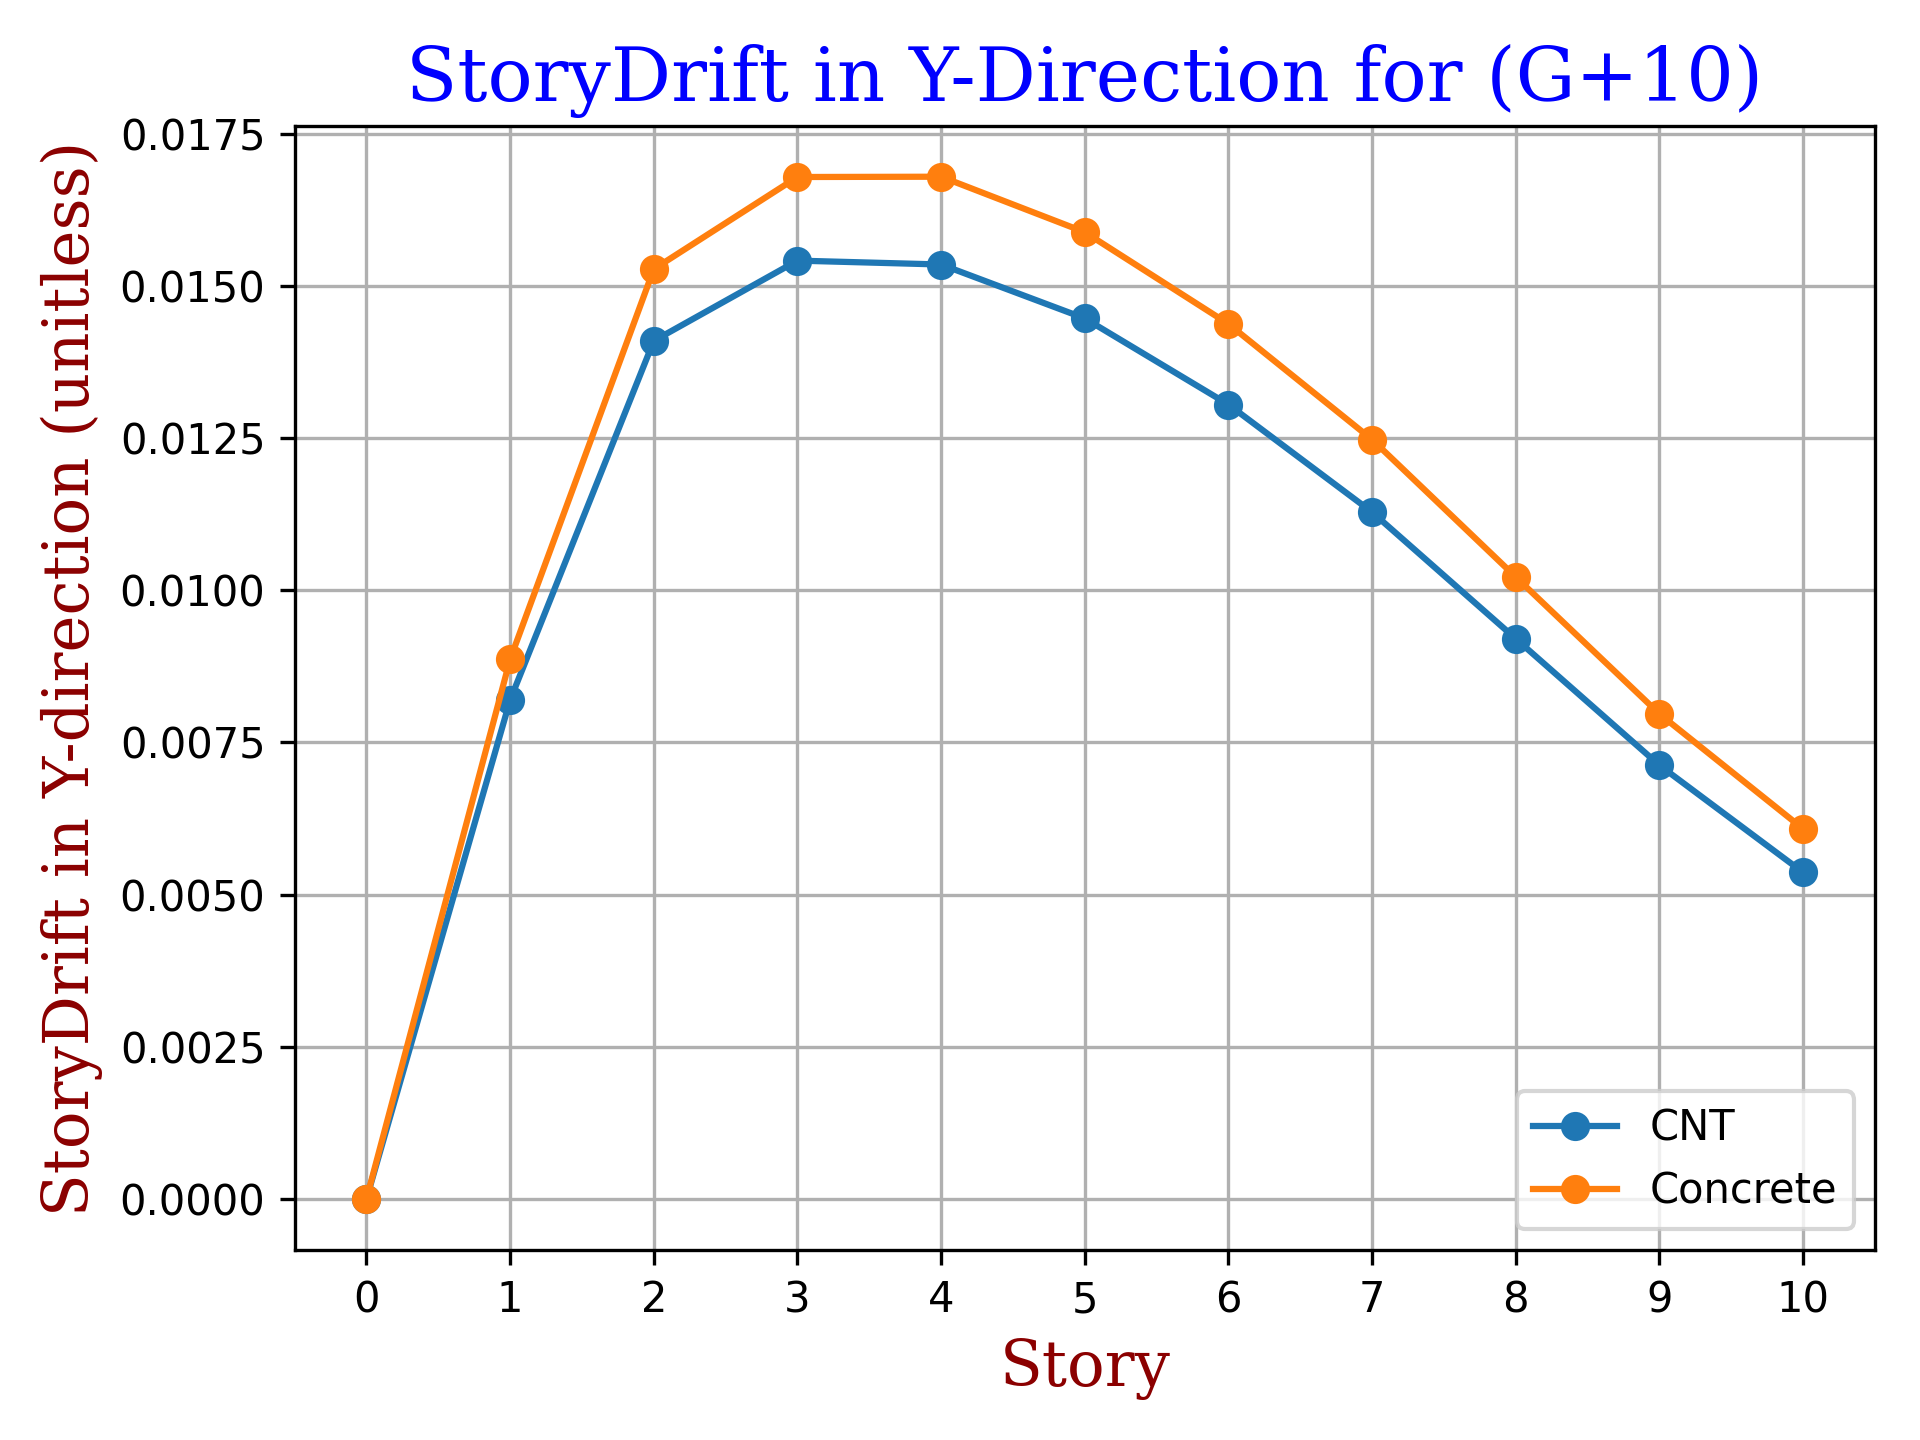 StoryDrift in Y-Direction for (G+10)
StoryDrift in Y-direction (unitless)
0.0175
0.0150
0.0125
0.0100
0.0075
0.0050
0.0025
0.0000
CNT
Concrete
0 1 2 3 4 5 6 7 8 9 10
Story